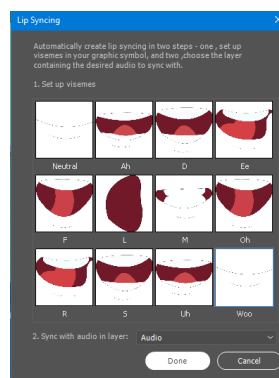 Lip Syncing
Automatically create lip syncing in two steps - one , set up
visemes in your graphic symbol, and two ,choose the layer
containing the desired audio to sync with.
1. Set up visemes
Neutral Ah D Ee
F L M Oh
R S Uh Woo
2. Sync with audio in layer: Audio
Done Cancel